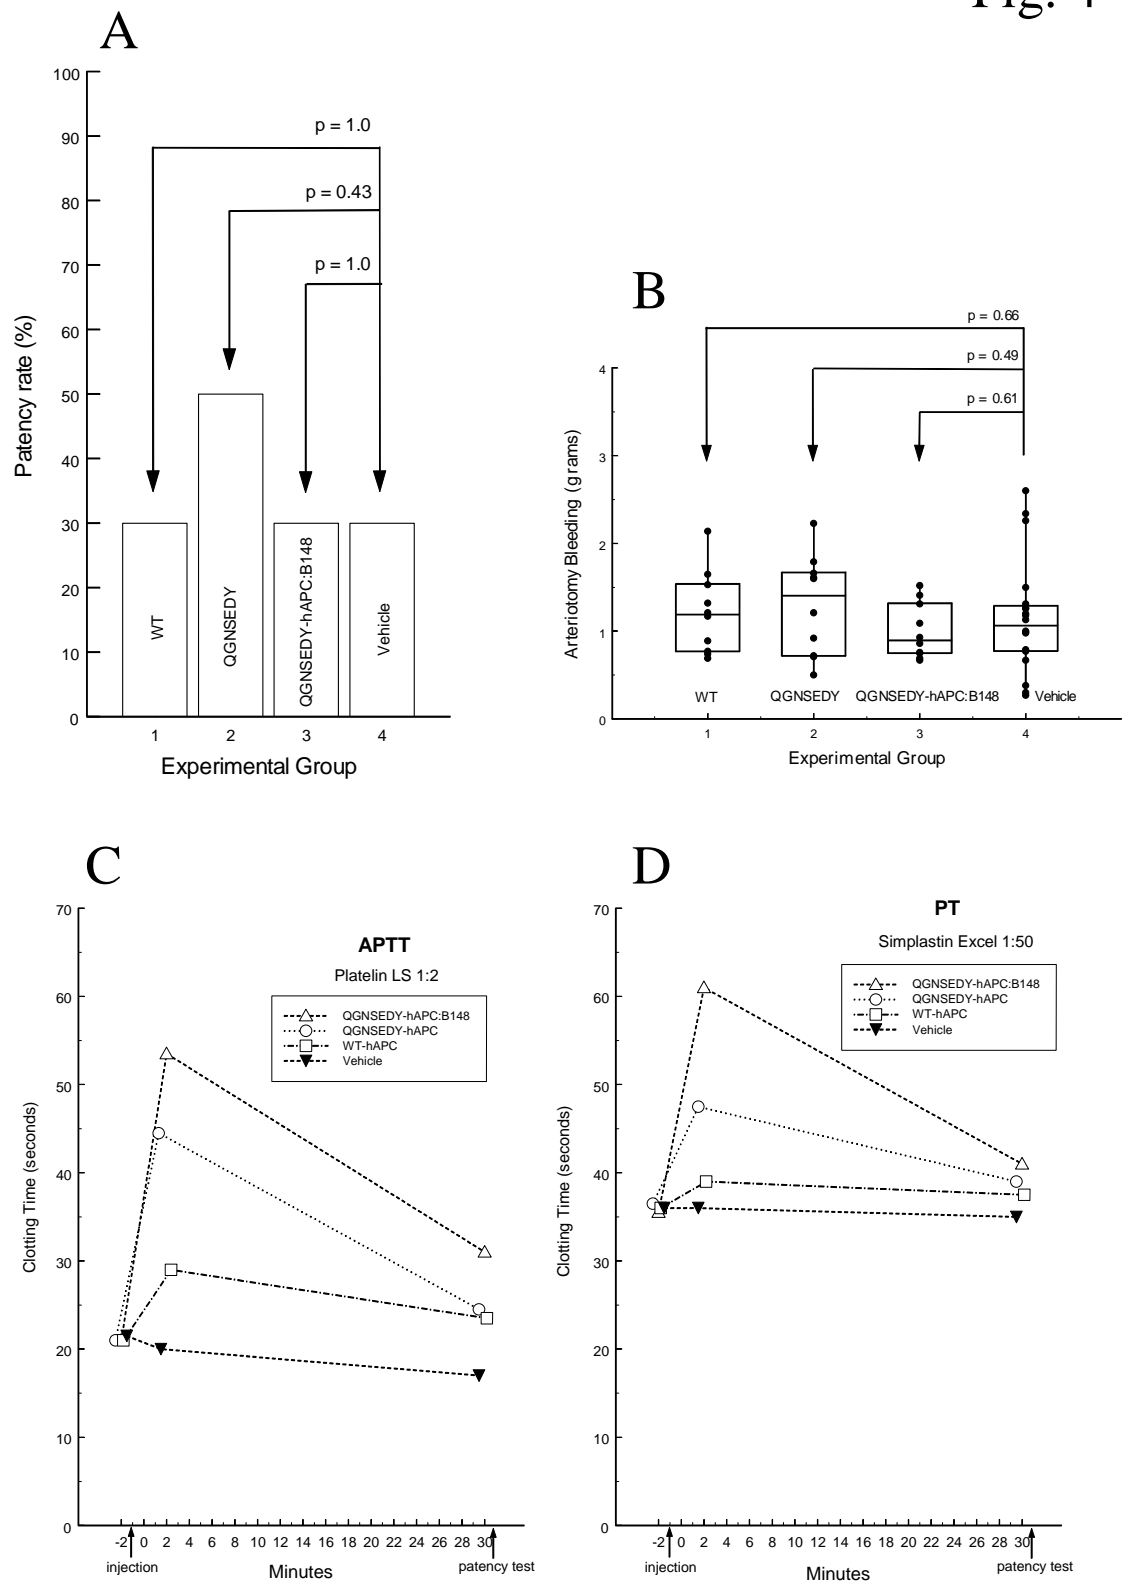 Fig. 4
A
100
90
80
70
60
50
40
30
20
10
0
Patency rate (%)
p = 1.0
p = 0.43
p = 1.0
WT
QGNSEDY
QGNSEDY-hAPC:B148
Vehicle
1 2 3 4
Experimental Group
B
4
3
2
1
0
Arteriotomy Bleeding (grams)
p = 0.66
p = 0.49
p = 0.61
WT QGNSEDY QGNSEDY-hAPC:B148 Vehicle
1 2 3 4
Experimental Group
C
70
60
50
40
30
20
10
0
Clotting Time (seconds)
APTT
Platelin LS 1:2
QGNSEDY-hAPC:B148
QGNSEDY-hAPC
WT-hAPC
Vehicle
-2 0 2 4 6 8 10 12 14 16 18 20 22 24 26 28 30
injection
Minutes
patency test
D
70
60
50
40
30
20
10
0
Clotting Time (seconds)
PT
Simplastin Excel 1:50
QGNSEDY-hAPC:B148
QGNSEDY-hAPC
WT-hAPC
Vehicle
-2 0 2 4 6 8 10 12 14 16 18 20 22 24 26 28 30
injection
Minutes
patency test